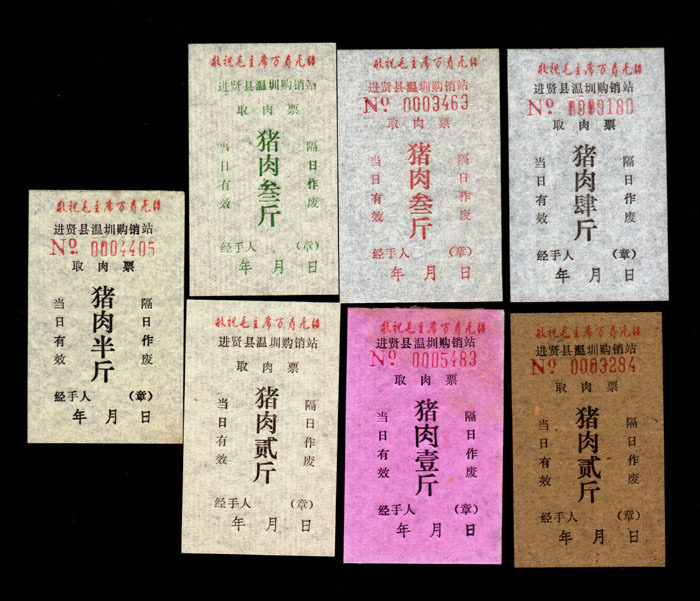 敬祝毛主席万寿无疆
进贤县温圳购销站
取肉票
猪肉叁斤
当日有效
隔日作废
经手人 (章)
年 月 日
敬祝毛主席万寿无疆
进贤县温圳购销站
No 0003463
取肉票
猪肉叁斤
当日有效
隔日作废
经手人 (章)
年 月 日
敬祝毛主席万寿无疆
进贤县温圳购销站
No 0009180
取肉票
猪肉肆斤
当日有效
隔日作废
经手人 (章)
年 月 日
敬祝毛主席万寿无疆
进贤县温圳购销站
No 0004405
取肉票
猪肉半斤
当日有效
隔日作废
经手人 (章)
年 月 日
敬祝毛主席万寿无疆
进贤县温圳购销站
取肉票
猪肉贰斤
当日有效
隔日作废
经手人 (章)
年 月 日
敬祝毛主席万寿无疆
进贤县温圳购销站
No 0005483
取肉票
猪肉壹斤
当日有效
隔日作废
经手人 (章)
年 月 日
敬祝毛主席万寿无疆
进贤县温圳购销站
No 0003284
取肉票
猪肉贰斤
当日有效
隔日作废
经手人 (章)
年 月 日